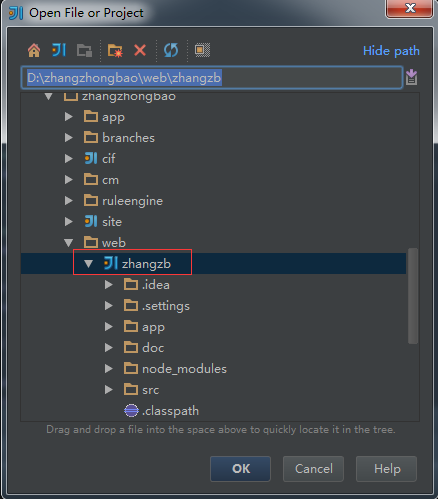 Open File or Project
Hide path
D:\zhangzhongbao\web\zhangzb
zhangzhongbao
app
branches
cif
cm
ruleengine
site
web
zhangzb
.idea
.settings
app
doc
node_modules
src
.classpath
Drag and drop a file into the space above to quickly locate it in the tree.
OK Cancel Help